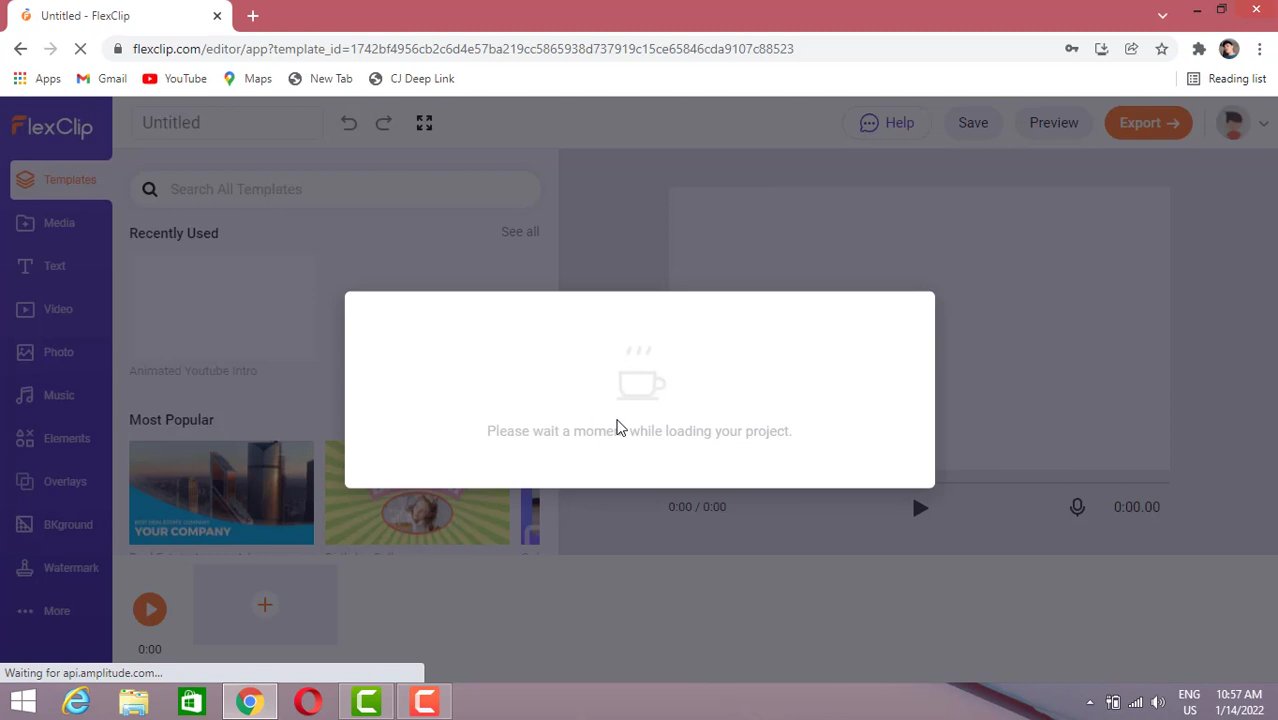 Untitled - FlexClip
flexclip.com/editor/app?template_id=1742bf4956cb2c6d4e57ba219cc5865938d737919c15ce65846cda9107c88523
Apps Gmail YouTube Maps New Tab CJ Deep Link Reading list
FlexClip Untitled Help Save Preview Export
Templates
Media
Text
Video
Photo
Music
Elements
Overlays
BKground
Watermark
More
Search All Templates
Recently Used See all
Animated Youtube Intro
Most Popular
BEST REAL ESTATE COMPANY
YOUR COMPANY
Please wait a moment while loading your project.
0:00 / 0:00 0:00.00
0:00
Waiting for api.amplitude.com...
ENG 10:57 AM
US 1/14/2022